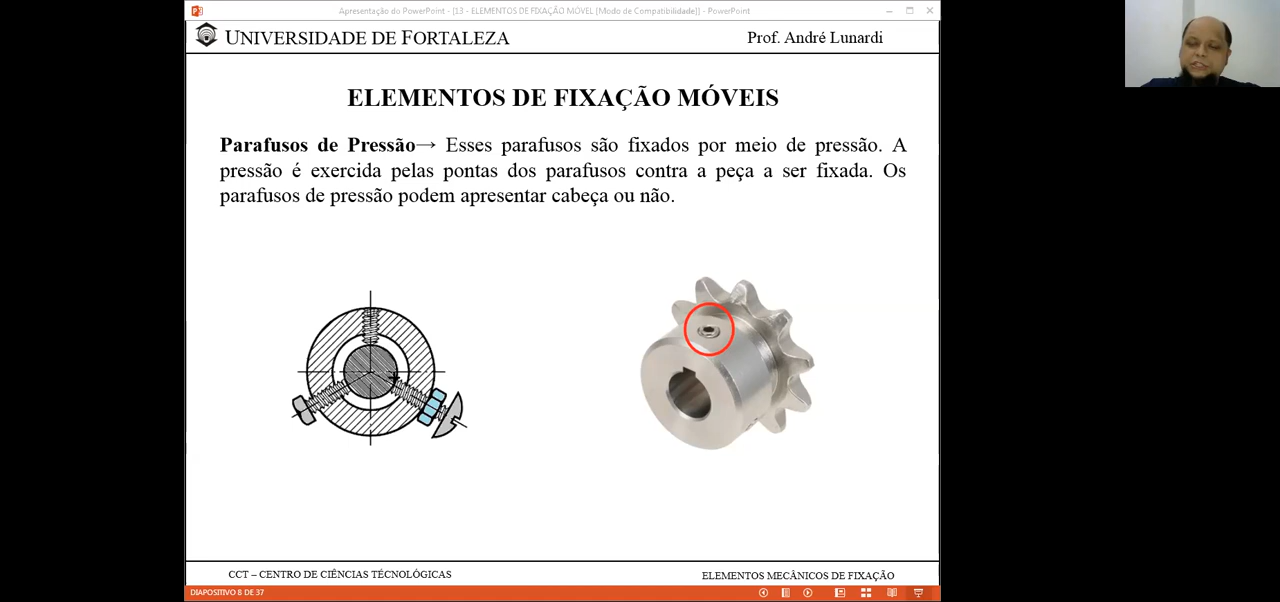 Apresentação do PowerPoint - [13 - ELEMENTOS DE FIXAÇÃO MÓVEL [Modo de Compatibilidade]] - PowerPoint
UNIVERSIDADE DE FORTALEZA
Prof. André Lunardi
ELEMENTOS DE FIXAÇÃO MÓVEIS
Parafusos de Pressão→ Esses parafusos são fixados por meio de pressão. A
pressão é exercida pelas pontas dos parafusos contra a peça a ser fixada. Os
parafusos de pressão podem apresentar cabeça ou não.
CCT – CENTRO DE CIÊNCIAS TÉCNOLÓGICAS
ELEMENTOS MECÂNICOS DE FIXAÇÃO
DIAPOSITIVO 8 DE 37